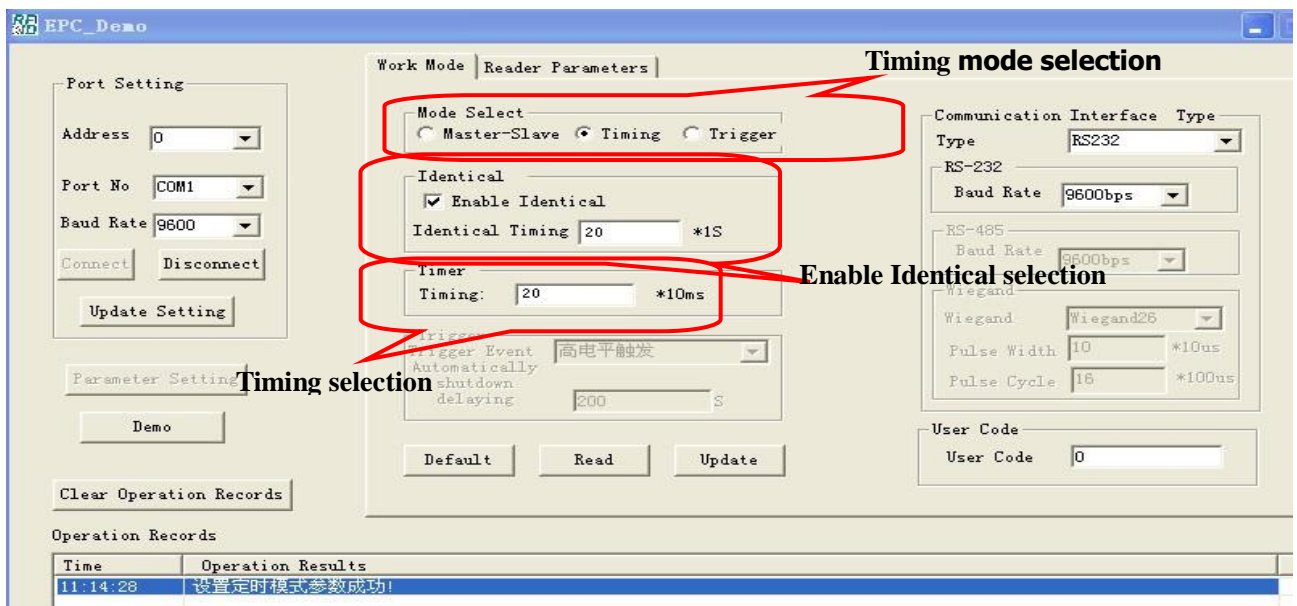 EPC_Demo
Timing mode selection
Work Mode
Reader Parameters
Port Setting
Address
0
Port No
COM1
Baud Rate
9600
Connect
Disconnect
Update Setting
Parameter Setting
Demo
Clear Operation Records
Mode Select
Master-Slave
Timing
Trigger
Identical
Enable Identical
Identical Timing
20
*1S
Timer
Timing:
20
*10ms
Enable Identical selection
Timing selection
Trigger
Trigger Event
高电平触发
Automatically
shutdown
delaying
200
S
Default
Read
Update
Communication Interface Type
Type
RS232
RS-232
Baud Rate
9600bps
RS-485
Baud Rate
9600bps
Wiegand
Wiegand
Wiegand26
Pulse Width
10
*10us
Pulse Cycle
16
*100us
User Code
User Code
0
Operation Records
Time
Operation Results
11:14:28
设置定时模式参数成功!